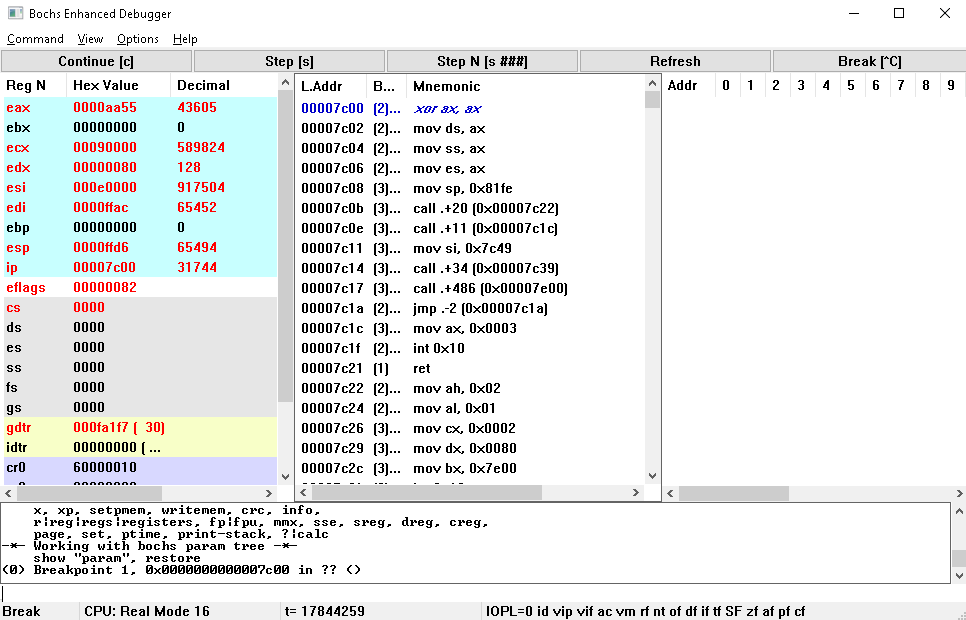 Bochs Enhanced Debugger
Command View Options Help
Continue [c] Step [s] Step N [s ###] Refresh Break [^C]
Reg N Hex Value Decimal
eax 0000aa55 43605
ebx 00000000 0
ecx 00090000 589824
edx 00000080 128
esi 000e0000 917504
edi 0000ffac 65452
ebp 00000000 0
esp 0000ffd6 65494
ip 00007c00 31744
eflags 00000082
cs 0000
ds 0000
es 0000
ss 0000
fs 0000
gs 0000
gdtr 000fa1f7 ( 30)
idtr 00000000 ( ...
cr0 60000010
L.Addr B... Mnemonic
00007c00 (2)... xor ax, ax
00007c02 (2)... mov ds, ax
00007c04 (2)... mov ss, ax
00007c06 (2)... mov es, ax
00007c08 (3)... mov sp, 0x81fe
00007c0b (3)... call .+20 (0x00007c22)
00007c0e (3)... call .+11 (0x00007c1c)
00007c11 (3)... mov si, 0x7c49
00007c14 (3)... call .+34 (0x00007c39)
00007c17 (3)... call .+486 (0x00007e00)
00007c1a (2)... jmp .-2 (0x00007c1a)
00007c1c (3)... mov ax, 0x0003
00007c1f (2)... int 0x10
00007c21 (1) ret
00007c22 (2)... mov ah, 0x02
00007c24 (2)... mov al, 0x01
00007c26 (3)... mov cx, 0x0002
00007c29 (3)... mov dx, 0x0080
00007c2c (3)... mov bx, 0x7e00
Addr 0 1 2 3 4 5 6 7 8 9
x, xp, setpmem, writemem, crc, info,
r|reg|regs|registers, fp|fpu, mmx, sse, sreg, dreg, creg,
page, set, ptime, print-stack, ?|calc
-*- Working with bochs param tree -*-
show "param", restore
(0) Breakpoint 1, 0x0000000000007c00 in ?? ()
Break CPU: Real Mode 16 t= 17844259 IOPL=0 id vip vif ac vm rf nt of df if tf SF zf af pf cf